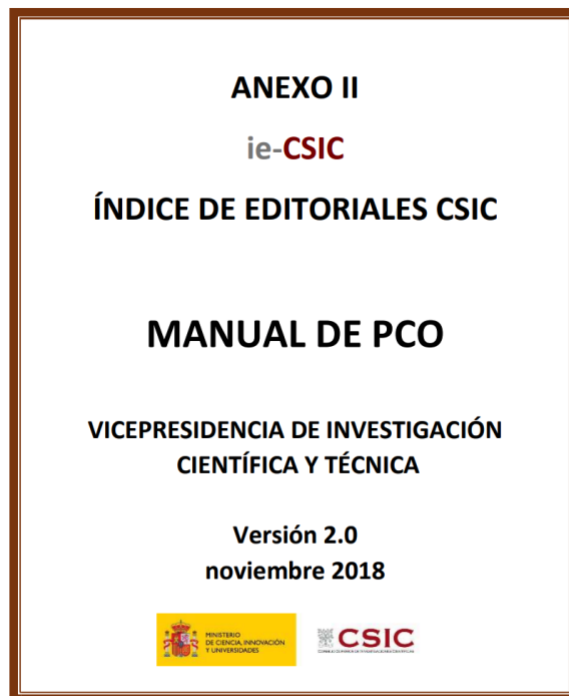 ANEXO II
ie-CSIC
ÍNDICE DE EDITORIALES CSIC
MANUAL DE PCO
VICEPRESIDENCIA DE INVESTIGACIÓN
CIENTÍFICA Y TÉCNICA
Versión 2.0
noviembre 2018
MINISTERIO
DE CIENCIA, INNOVACIÓN
Y UNIVERSIDADES
CSIC